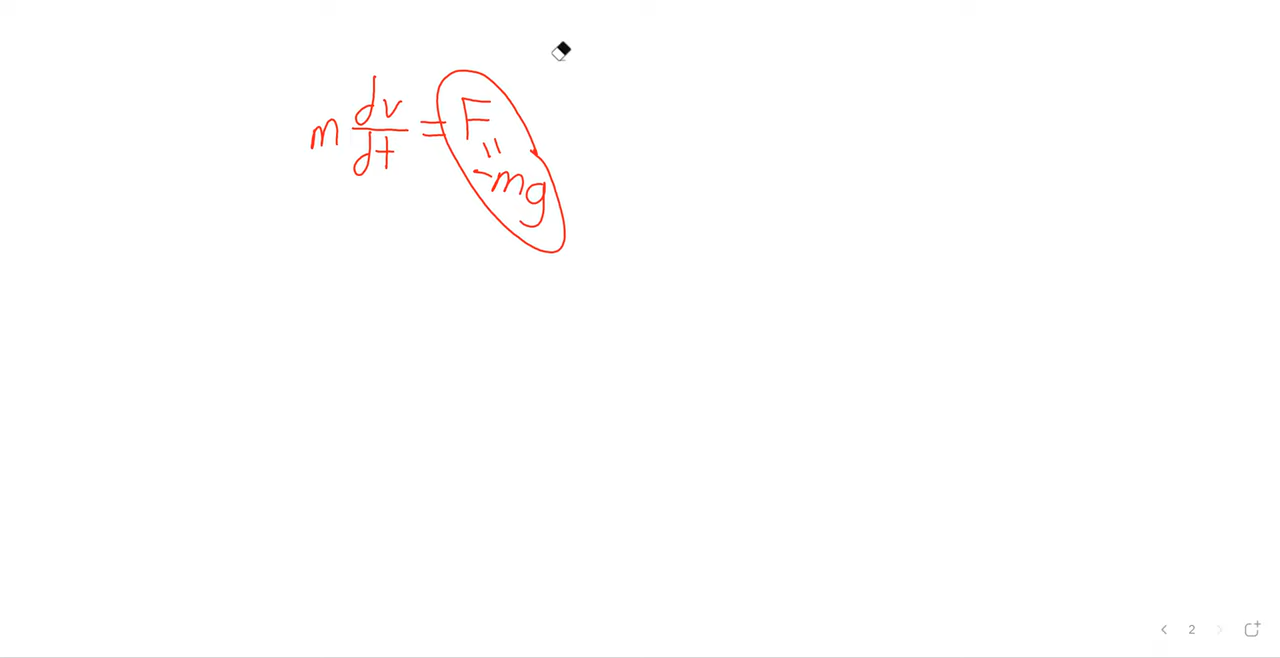 m dv/dt = F
=
-mg
2